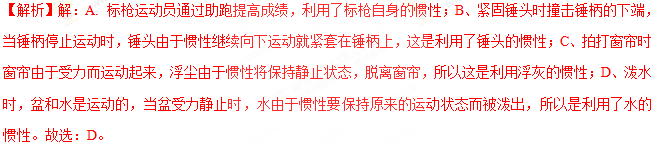 【解析】解：A. 标枪运动员通过助跑提高成绩，利用了标枪自身的惯性；B、紧固锤头时撞击锤柄的下端，
当锤柄停止运动时，锤头由于惯性继续向下运动就紧套在锤柄上，这是利用了锤头的惯性；C、拍打窗帘时
窗帘由于受力而运动起来，浮尘由于惯性将保持静止状态，脱离窗帘，所以这是利用浮灰的惯性；D、泼水
时，盆和水是运动的，当盆受力静止时，水由于惯性要保持原来的运动状态而被泼出，所以是利用了水的
惯性。故选：D。